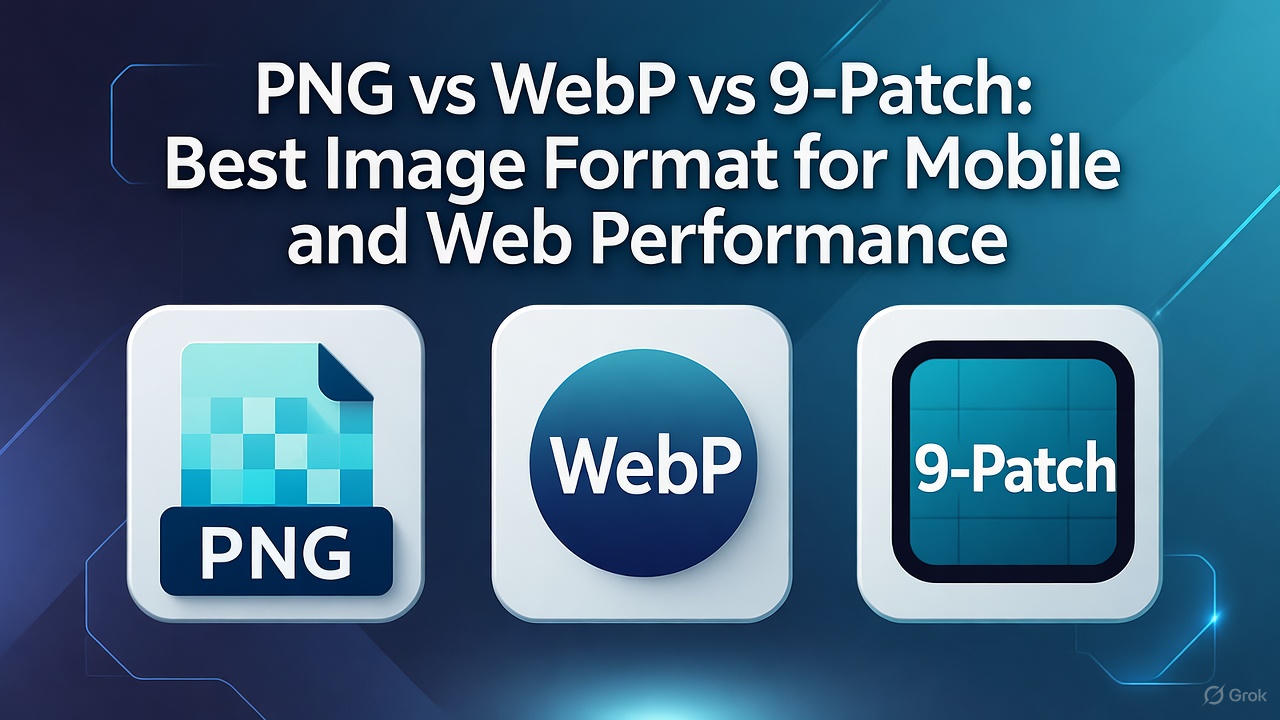 PNG vs WebP vs 9-Patch:
Best Image Format for Mobile
and Web Performance
PNG
WebP
9-Patch
Grok